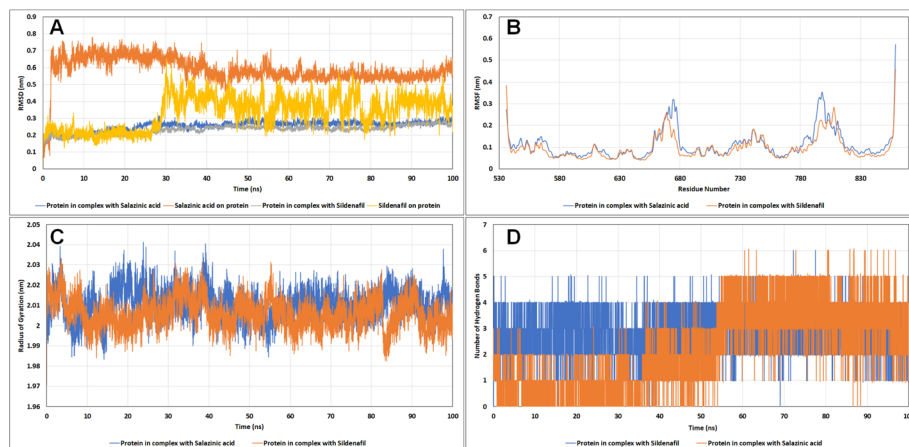 A
0.9
0.8
0.7
0.6
0.5
0.4
0.3
0.2
0.1
0
RMSD (nm)
0 10 20 30 40 50 60 70 80 90 100
Time (ns)
Protein in complex with Salazinic acid Salazinic acid on protein Protein in complex with Sildenafil Sildenafil on protein
B
0.7
0.6
0.5
0.4
0.3
0.2
0.1
0
RMSF (nm)
530 580 630 680 730 780 830
Residue Number
Protein in complex with Salazinic acid Protein in complex with Sildenafil
C
2.05
2.04
2.03
2.02
2.01
2
1.99
1.98
1.97
1.96
Radius of Gyration (nm)
0 10 20 30 40 50 60 70 80 90 100
Time (ns)
Protein in complex with Salazinic acid Protein in complex with Sildenafil
D
7
6
5
4
3
2
1
0
Number of Hydrogen Bonds
0 10 20 30 40 50 60 70 80 90 100
Time (ns)
Protein in complex with Sildenafil Protein in complex with Salazinic acid